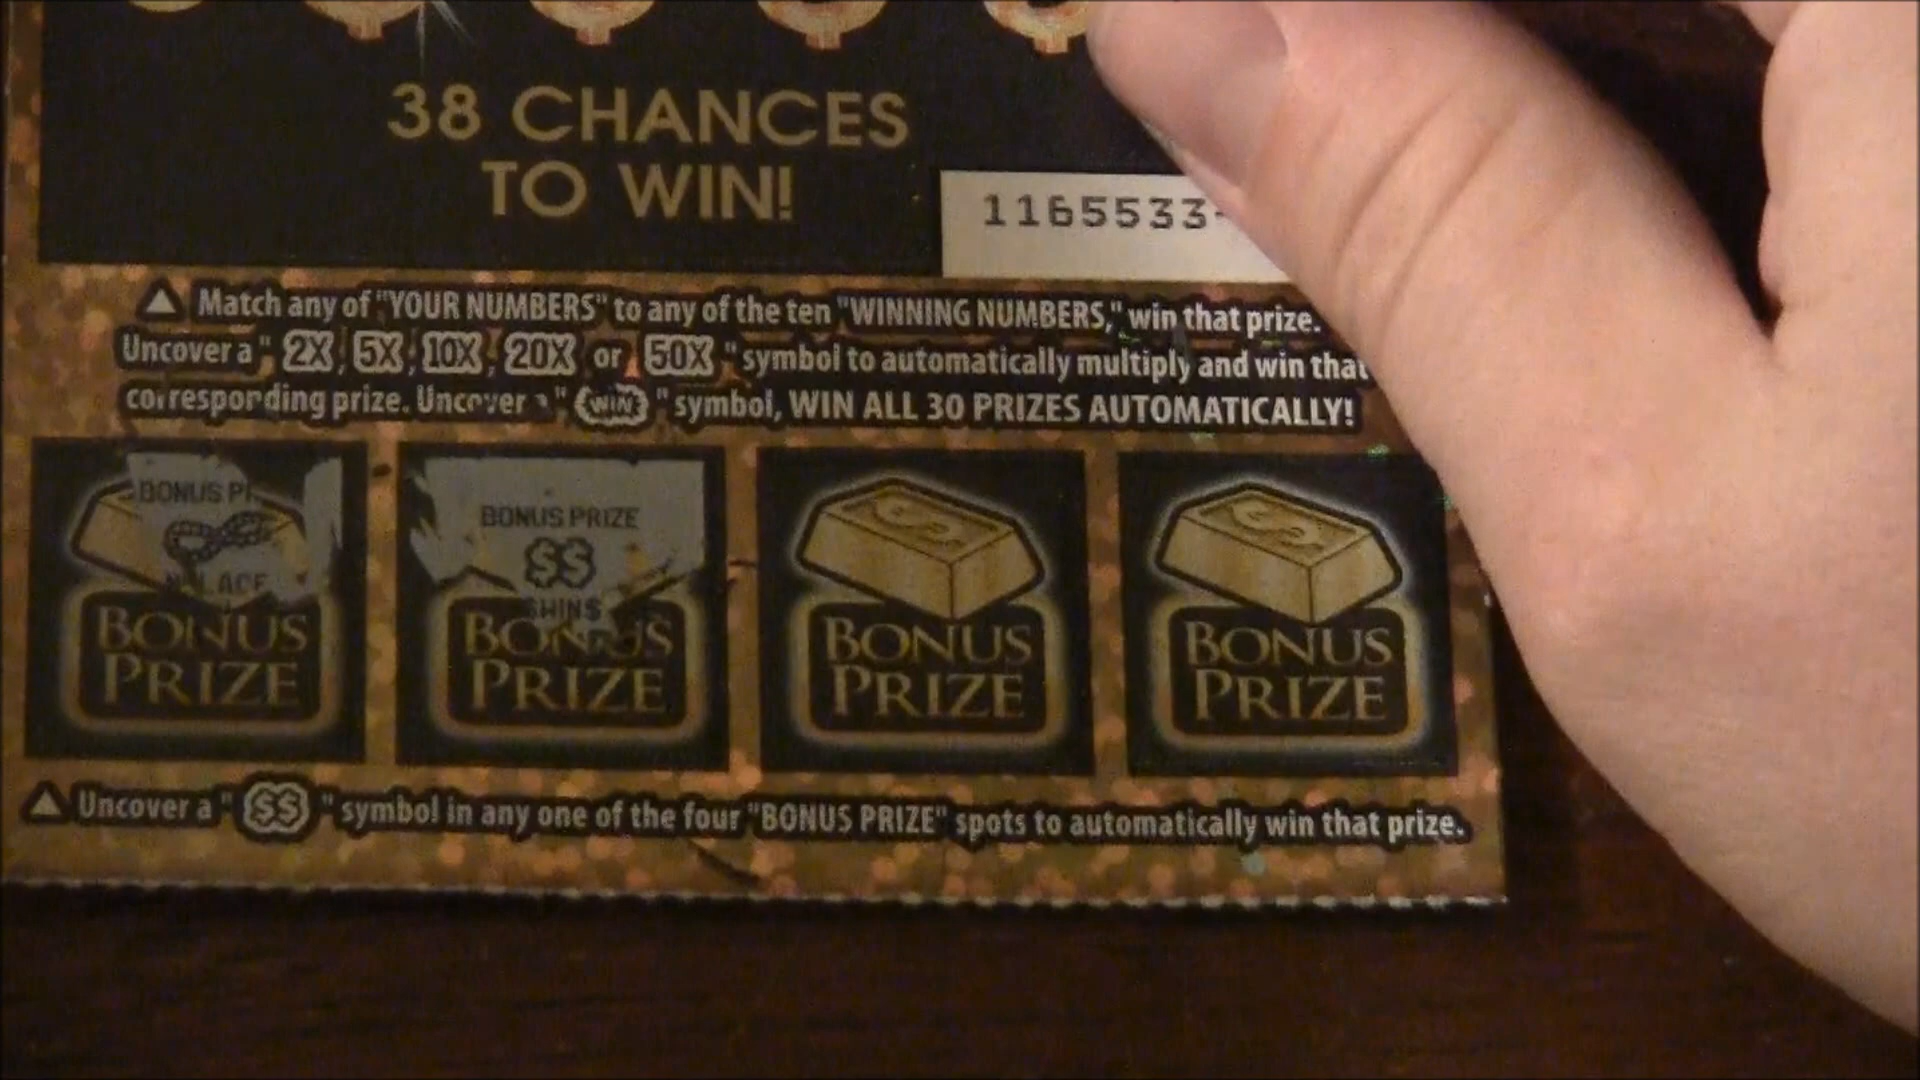 38 CHANCES
TO WIN!
1165533-
▲ Match any of "YOUR NUMBERS" to any of the ten "WINNING NUMBERS," win that prize.
Uncover a " 2X , 5X , 10X , 20X or 50X " symbol to automatically multiply and win that
corresponding prize. Uncover a " WIN " symbol, WIN ALL 30 PRIZES AUTOMATICALLY!
BONUS PR
BONUS PRIZE
$$
BONUS
PRIZE
BONUS
PRIZE
BONUS
PRIZE
BONUS
PRIZE
▲ Uncover a " $$ " symbol in any one of the four "BONUS PRIZE" spots to automatically win that prize.